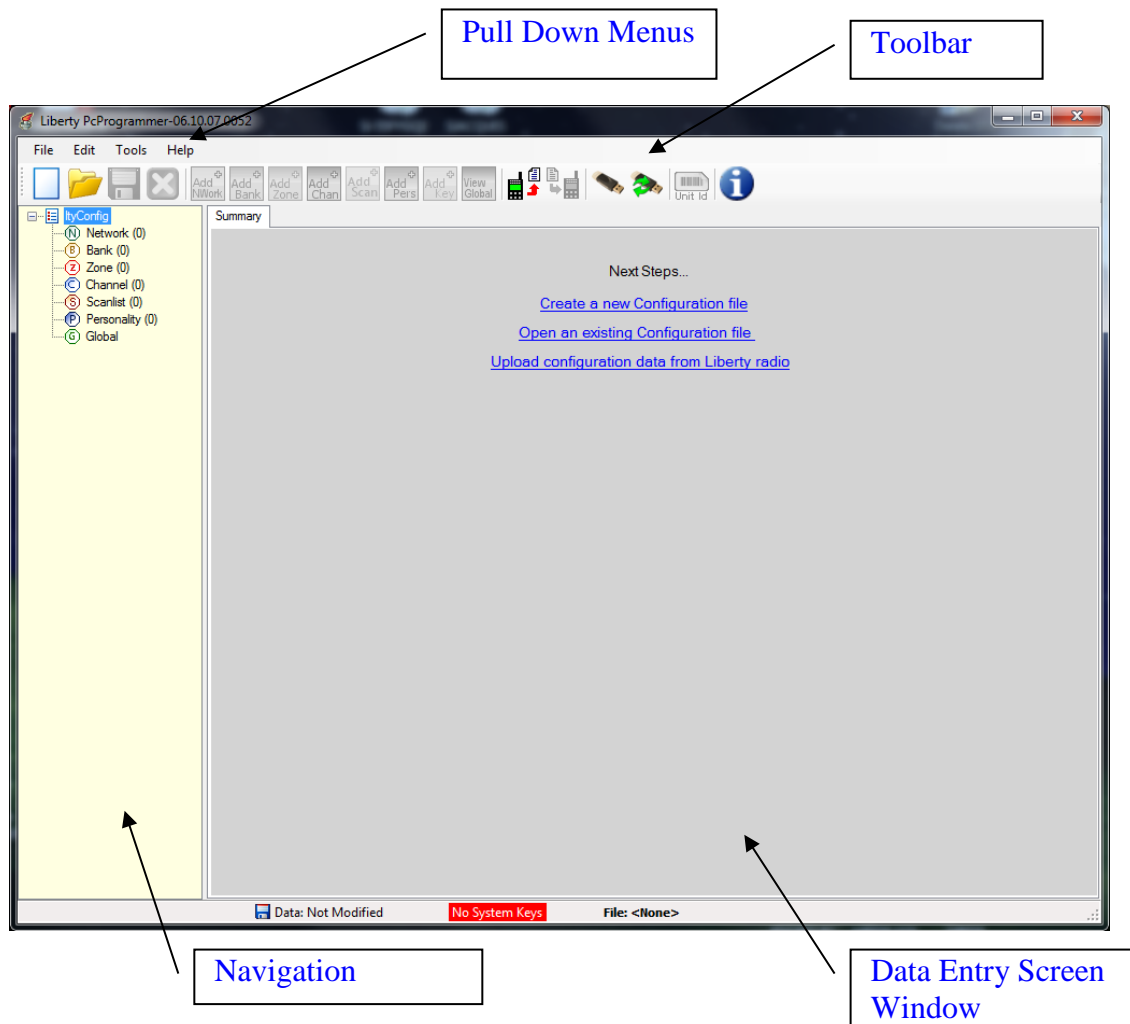 Pull Down Menus
Toolbar
Liberty PcProgrammer-06.10.07.0052
File Edit Tools Help
Add NWork
Add Bank
Add Zone
Add Chan
Add Scan
Add Pers
Add Key
View Global
Unit Id
ltyConfig
Summary
N Network (0)
B Bank (0)
Z Zone (0)
C Channel (0)
S Scanlist (0)
P Personality (0)
G Global
Next Steps...
Create a new Configuration file
Open an existing Configuration file
Upload configuration data from Liberty radio
Data: Not Modified No System Keys File: <None>
Navigation
Data Entry Screen
Window